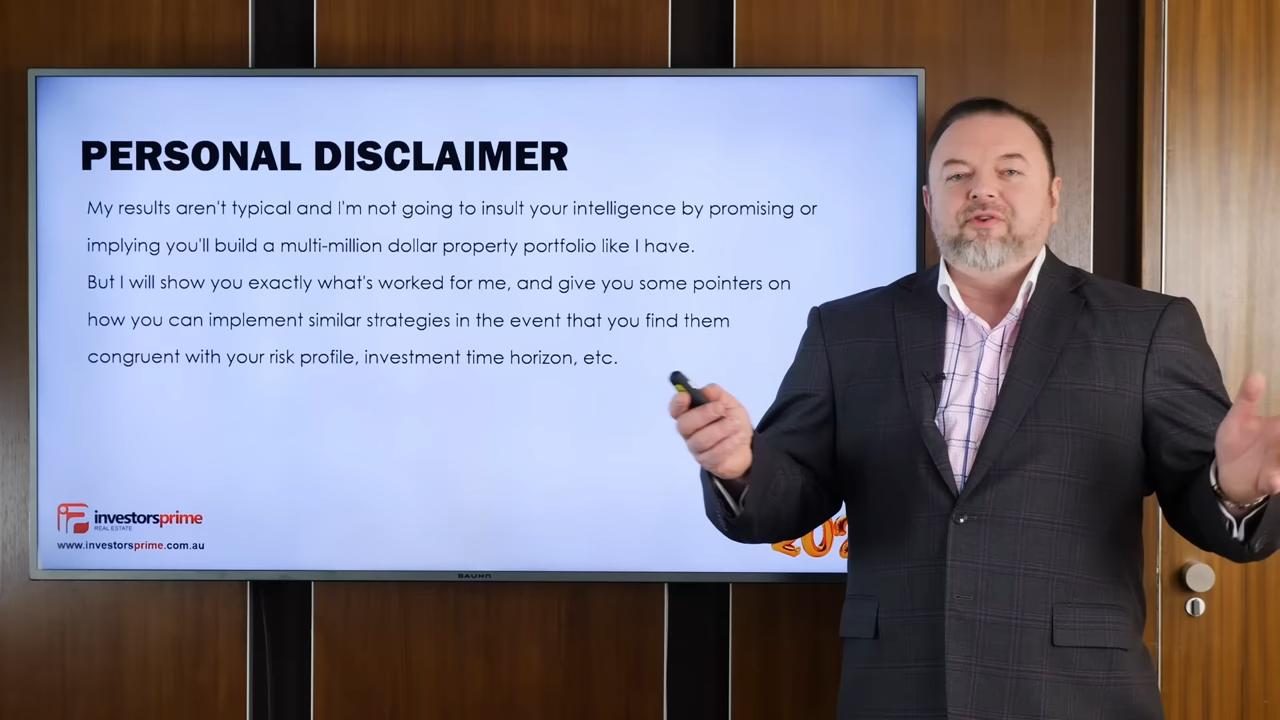 PERSONAL DISCLAIMER
My results aren't typical and I'm not going to insult your intelligence by promising or
implying you'll build a multi-million dollar property portfolio like I have.
But I will show you exactly what's worked for me, and give you some pointers on
how you can implement similar strategies in the event that you find them
congruent with your risk profile, investment time horizon, etc.
investorsprime
REAL ESTATE
www.investorsprime.com.au
BAUHN